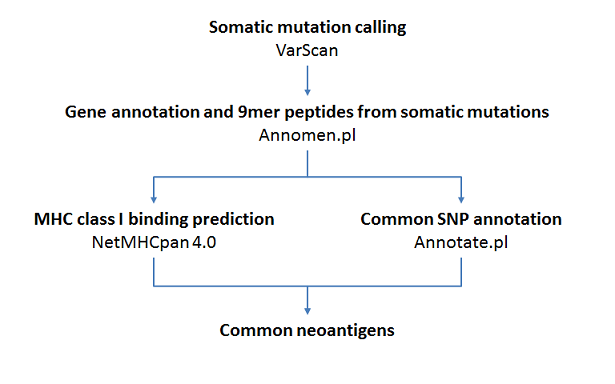 Somatic mutation calling
VarScan
Gene annotation and 9mer peptides from somatic mutations
Annomen.pl
MHC class I binding prediction
NetMHCpan 4.0
Common SNP annotation
Annotate.pl
Common neoantigens